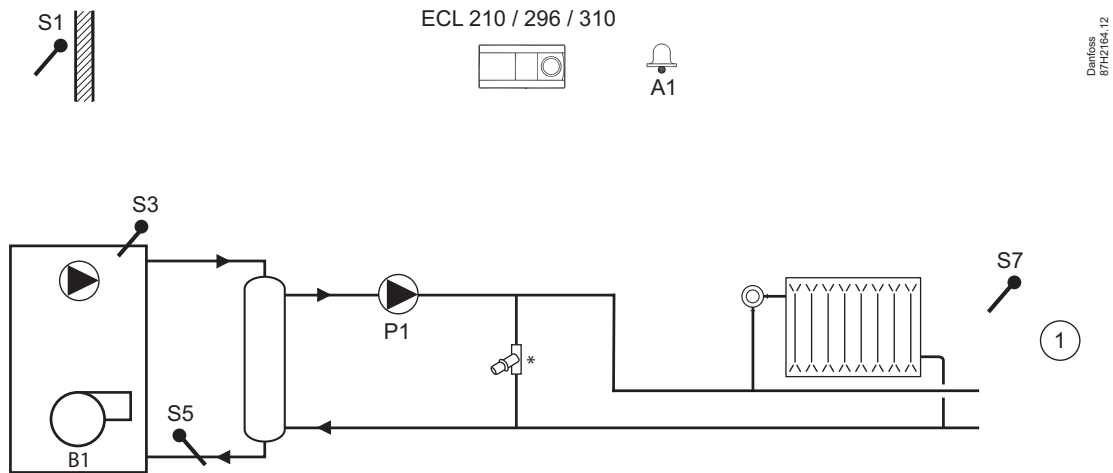 S1
ECL 210 / 296 / 310
A1
Danfoss
87H2164.12
S3
S7
P1
*
1
S5
B1